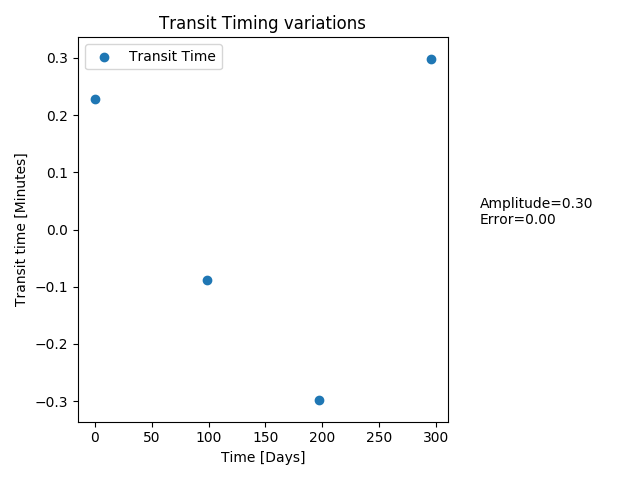 Transit Timing variations
Transit Time
0.3
0.2
0.1
0.0
−0.1
−0.2
−0.3
Transit time [Minutes]
Amplitude=0.30
Error=0.00
0 50 100 150 200 250 300
Time [Days]